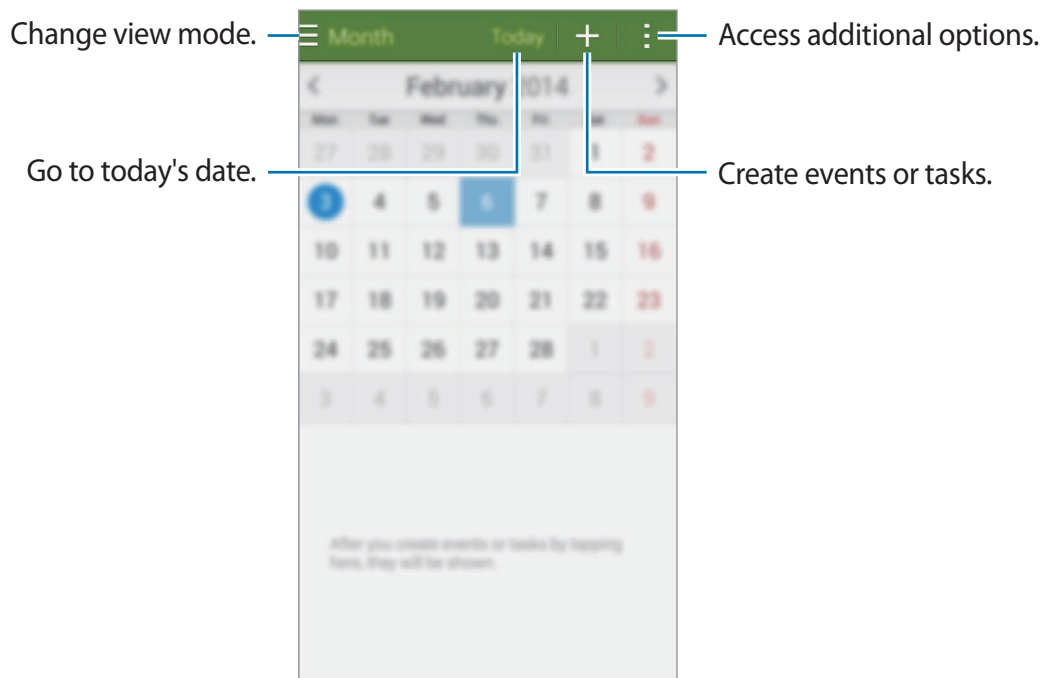 Change view mode.
Month
Today
Access additional options.
February 2014
Mon Tue Wed Thu Fri Sat Sun
27 28 29 30 31 1 2
Go to today's date.
Create events or tasks.
3 4 5 6 7 8 9
10 11 12 13 14 15 16
17 18 19 20 21 22 23
24 25 26 27 28 1 2
3 4 5 6 7 8 9
After you create events or tasks by tapping
here, they will be shown.